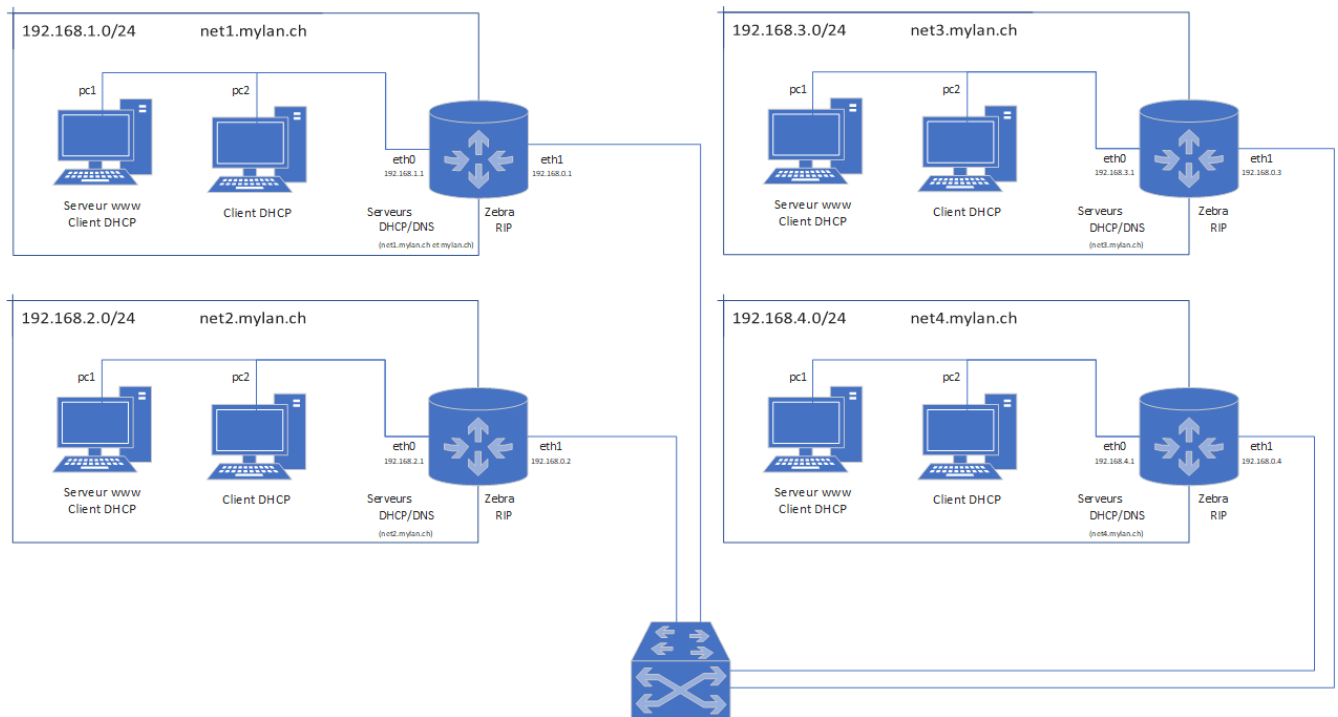 192.168.1.0/24 net1.mylan.ch
pc1
pc2
eth0
192.168.1.1
eth1
192.168.0.1
Serveur www
Client DHCP
Client DHCP
Serveurs
DHCP/DNS
(net1.mylan.ch et mylan.ch)
Zebra
RIP
192.168.3.0/24 net3.mylan.ch
pc1
pc2
eth0
192.168.3.1
eth1
192.168.0.3
Serveur www
Client DHCP
Client DHCP
Serveurs
DHCP/DNS
(net3.mylan.ch)
Zebra
RIP
192.168.2.0/24 net2.mylan.ch
pc1
pc2
eth0
192.168.2.1
eth1
192.168.0.2
Serveur www
Client DHCP
Client DHCP
Serveurs
DHCP/DNS
(net2.mylan.ch)
Zebra
RIP
192.168.4.0/24 net4.mylan.ch
pc1
pc2
eth0
192.168.4.1
eth1
192.168.0.4
Serveur www
Client DHCP
Client DHCP
Serveurs
DHCP/DNS
(net4.mylan.ch)
Zebra
RIP